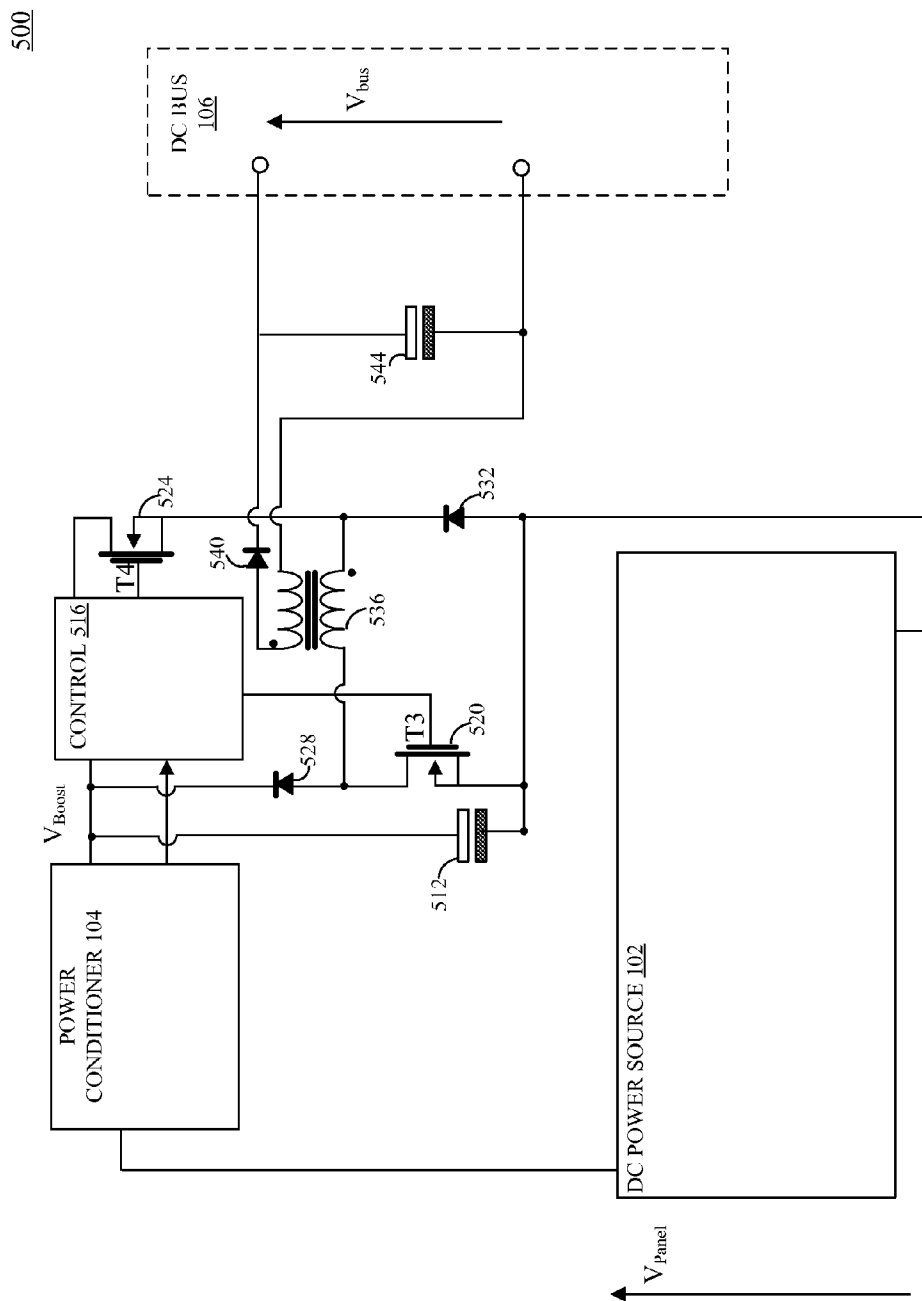 500
POWER
CONDITIONER 104
V_Boost
CONTROL 516
T4
524
DC BUS
106
V_bus
528
540
536
T3
520
532
512
544
DC POWER SOURCE 102
V_Panel